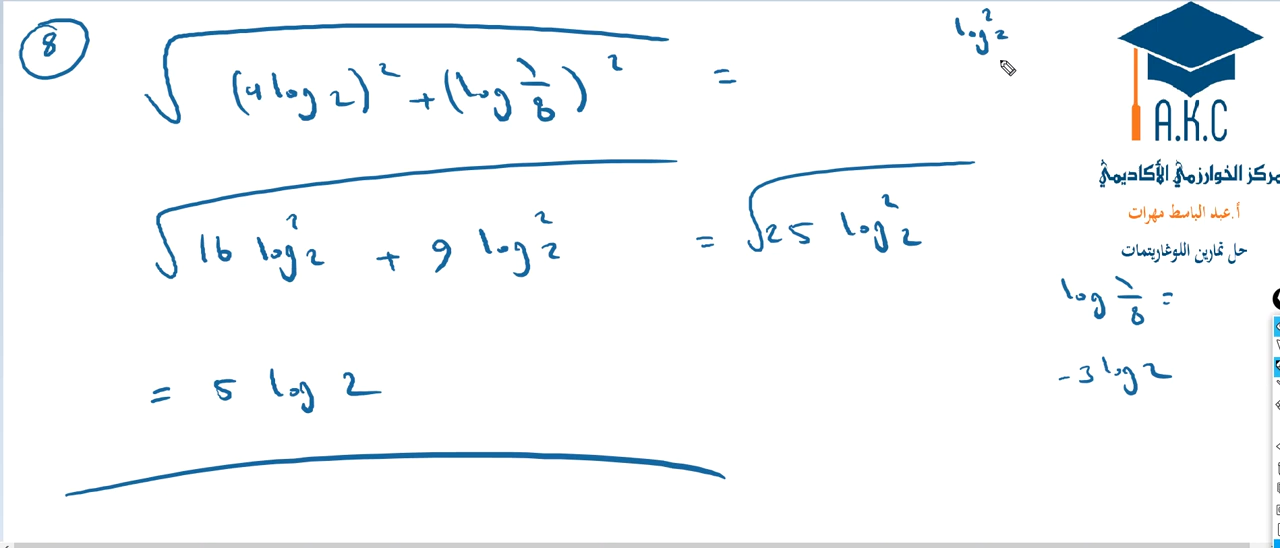 8
√((4 log 2)² + (log 1/8)²) =
√(16 log² 2 + 9 log² 2) = √(25 log² 2)
= 5 log 2
log² 2
A.K.C
مركز الخوارزمي الأكاديمي
أ.عبد الباسط مهرات
حل تمارين اللوغاريتمات
log 1/8 =
-3 log 2